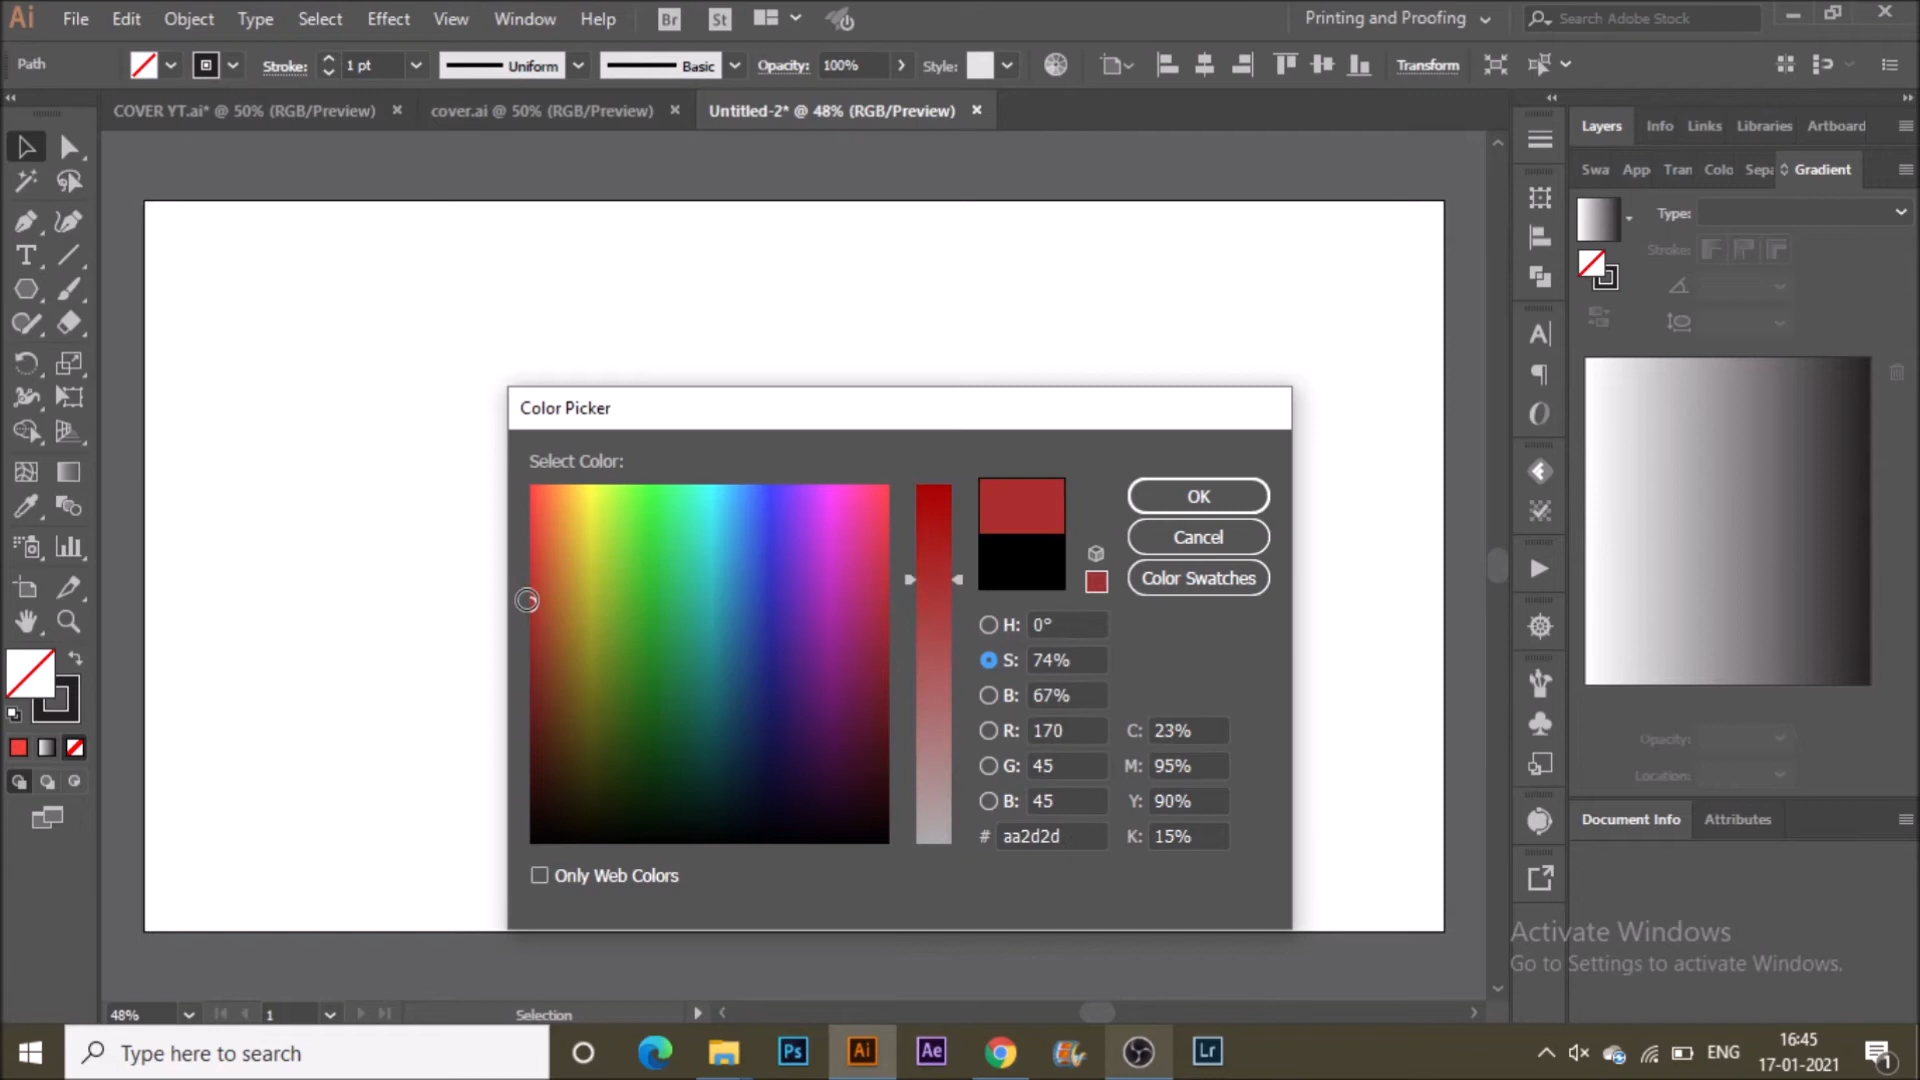 Ai File Edit Object Type Select Effect View Window Help Br St Printing and Proofing Search Adobe Stock
Path Stroke: 1 pt Uniform Basic Opacity: 100% Style: Transform
COVER YT.ai* @ 50% (RGB/Preview) cover.ai @ 50% (RGB/Preview) Untitled-2* @ 48% (RGB/Preview)
Layers Info Links Libraries Artboard
Swa App Tran Colo Sepa Gradient
Type:
Stroke:
Color Picker
Select Color:
OK
Cancel
Color Swatches
H: 0°
S: 74%
B: 67%
R: 170 C: 23%
G: 45 M: 95%
B: 45 Y: 90%
# aa2d2d K: 15%
Only Web Colors
Opacity:
Location:
Document Info Attributes
Activate Windows
Go to Settings to activate Windows.
48% 1 Selection
Type here to search Ps Ai Ae Lr ENG 16:45
17-01-2021
1